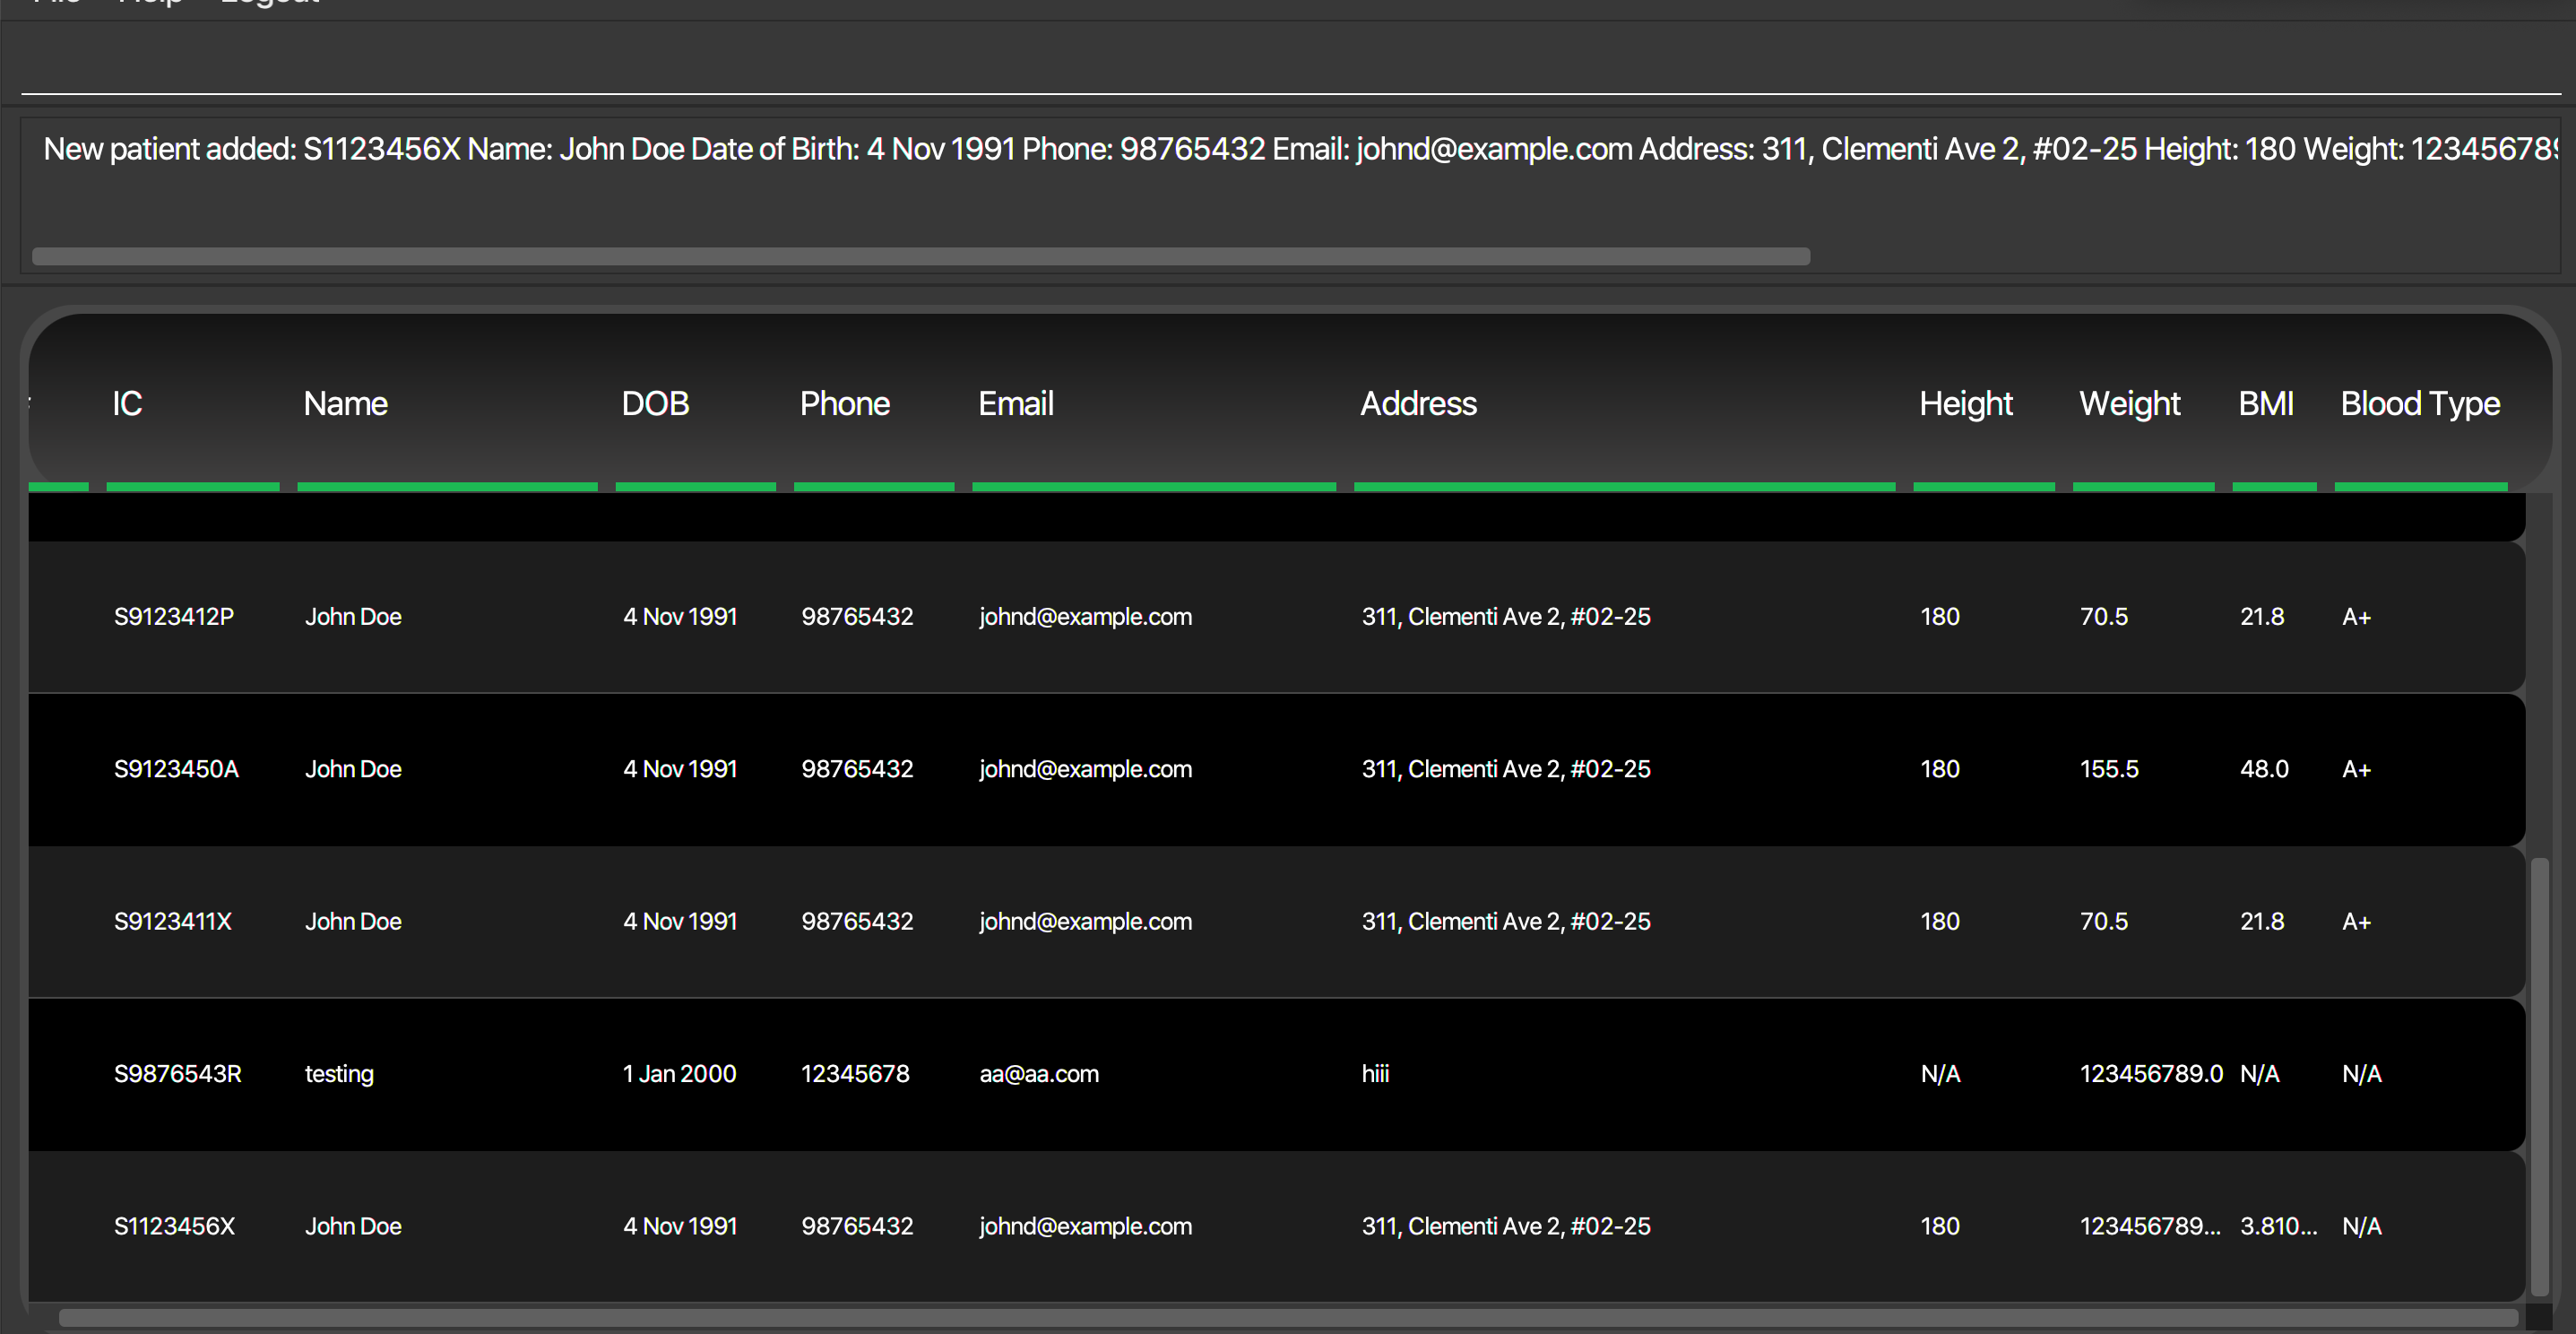 File Help Logout
New patient added: S1123456X Name: John Doe Date of Birth: 4 Nov 1991 Phone: 98765432 Email: johnd@example.com Address: 311, Clementi Ave 2, #02-25 Height: 180 Weight: 123456789
IC Name DOB Phone Email Address Height Weight BMI Blood Type
S9123412P John Doe 4 Nov 1991 98765432 johnd@example.com 311, Clementi Ave 2, #02-25 180 70.5 21.8 A+
S9123450A John Doe 4 Nov 1991 98765432 johnd@example.com 311, Clementi Ave 2, #02-25 180 155.5 48.0 A+
S9123411X John Doe 4 Nov 1991 98765432 johnd@example.com 311, Clementi Ave 2, #02-25 180 70.5 21.8 A+
S9876543R testing 1 Jan 2000 12345678 aa@aa.com hiii N/A 123456789.0 N/A N/A
S1123456X John Doe 4 Nov 1991 98765432 johnd@example.com 311, Clementi Ave 2, #02-25 180 123456789... 3.810... N/A